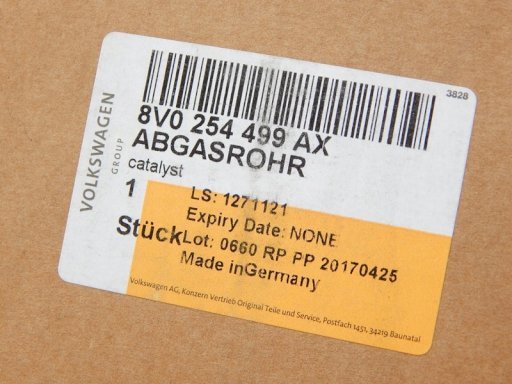 3828
VOLKSWAGEN
GROUP
8V0 254 499 AX
ABGASROHR
catalyst
1
Stück
LS: 1271121
Expiry Date: NONE
Lot: 0660 RP PP 20170425
Made inGermany
Volkswagen AG, Konzern Vertrieb Original Teile und Service, Postfach 1451, 34219 Baunatal